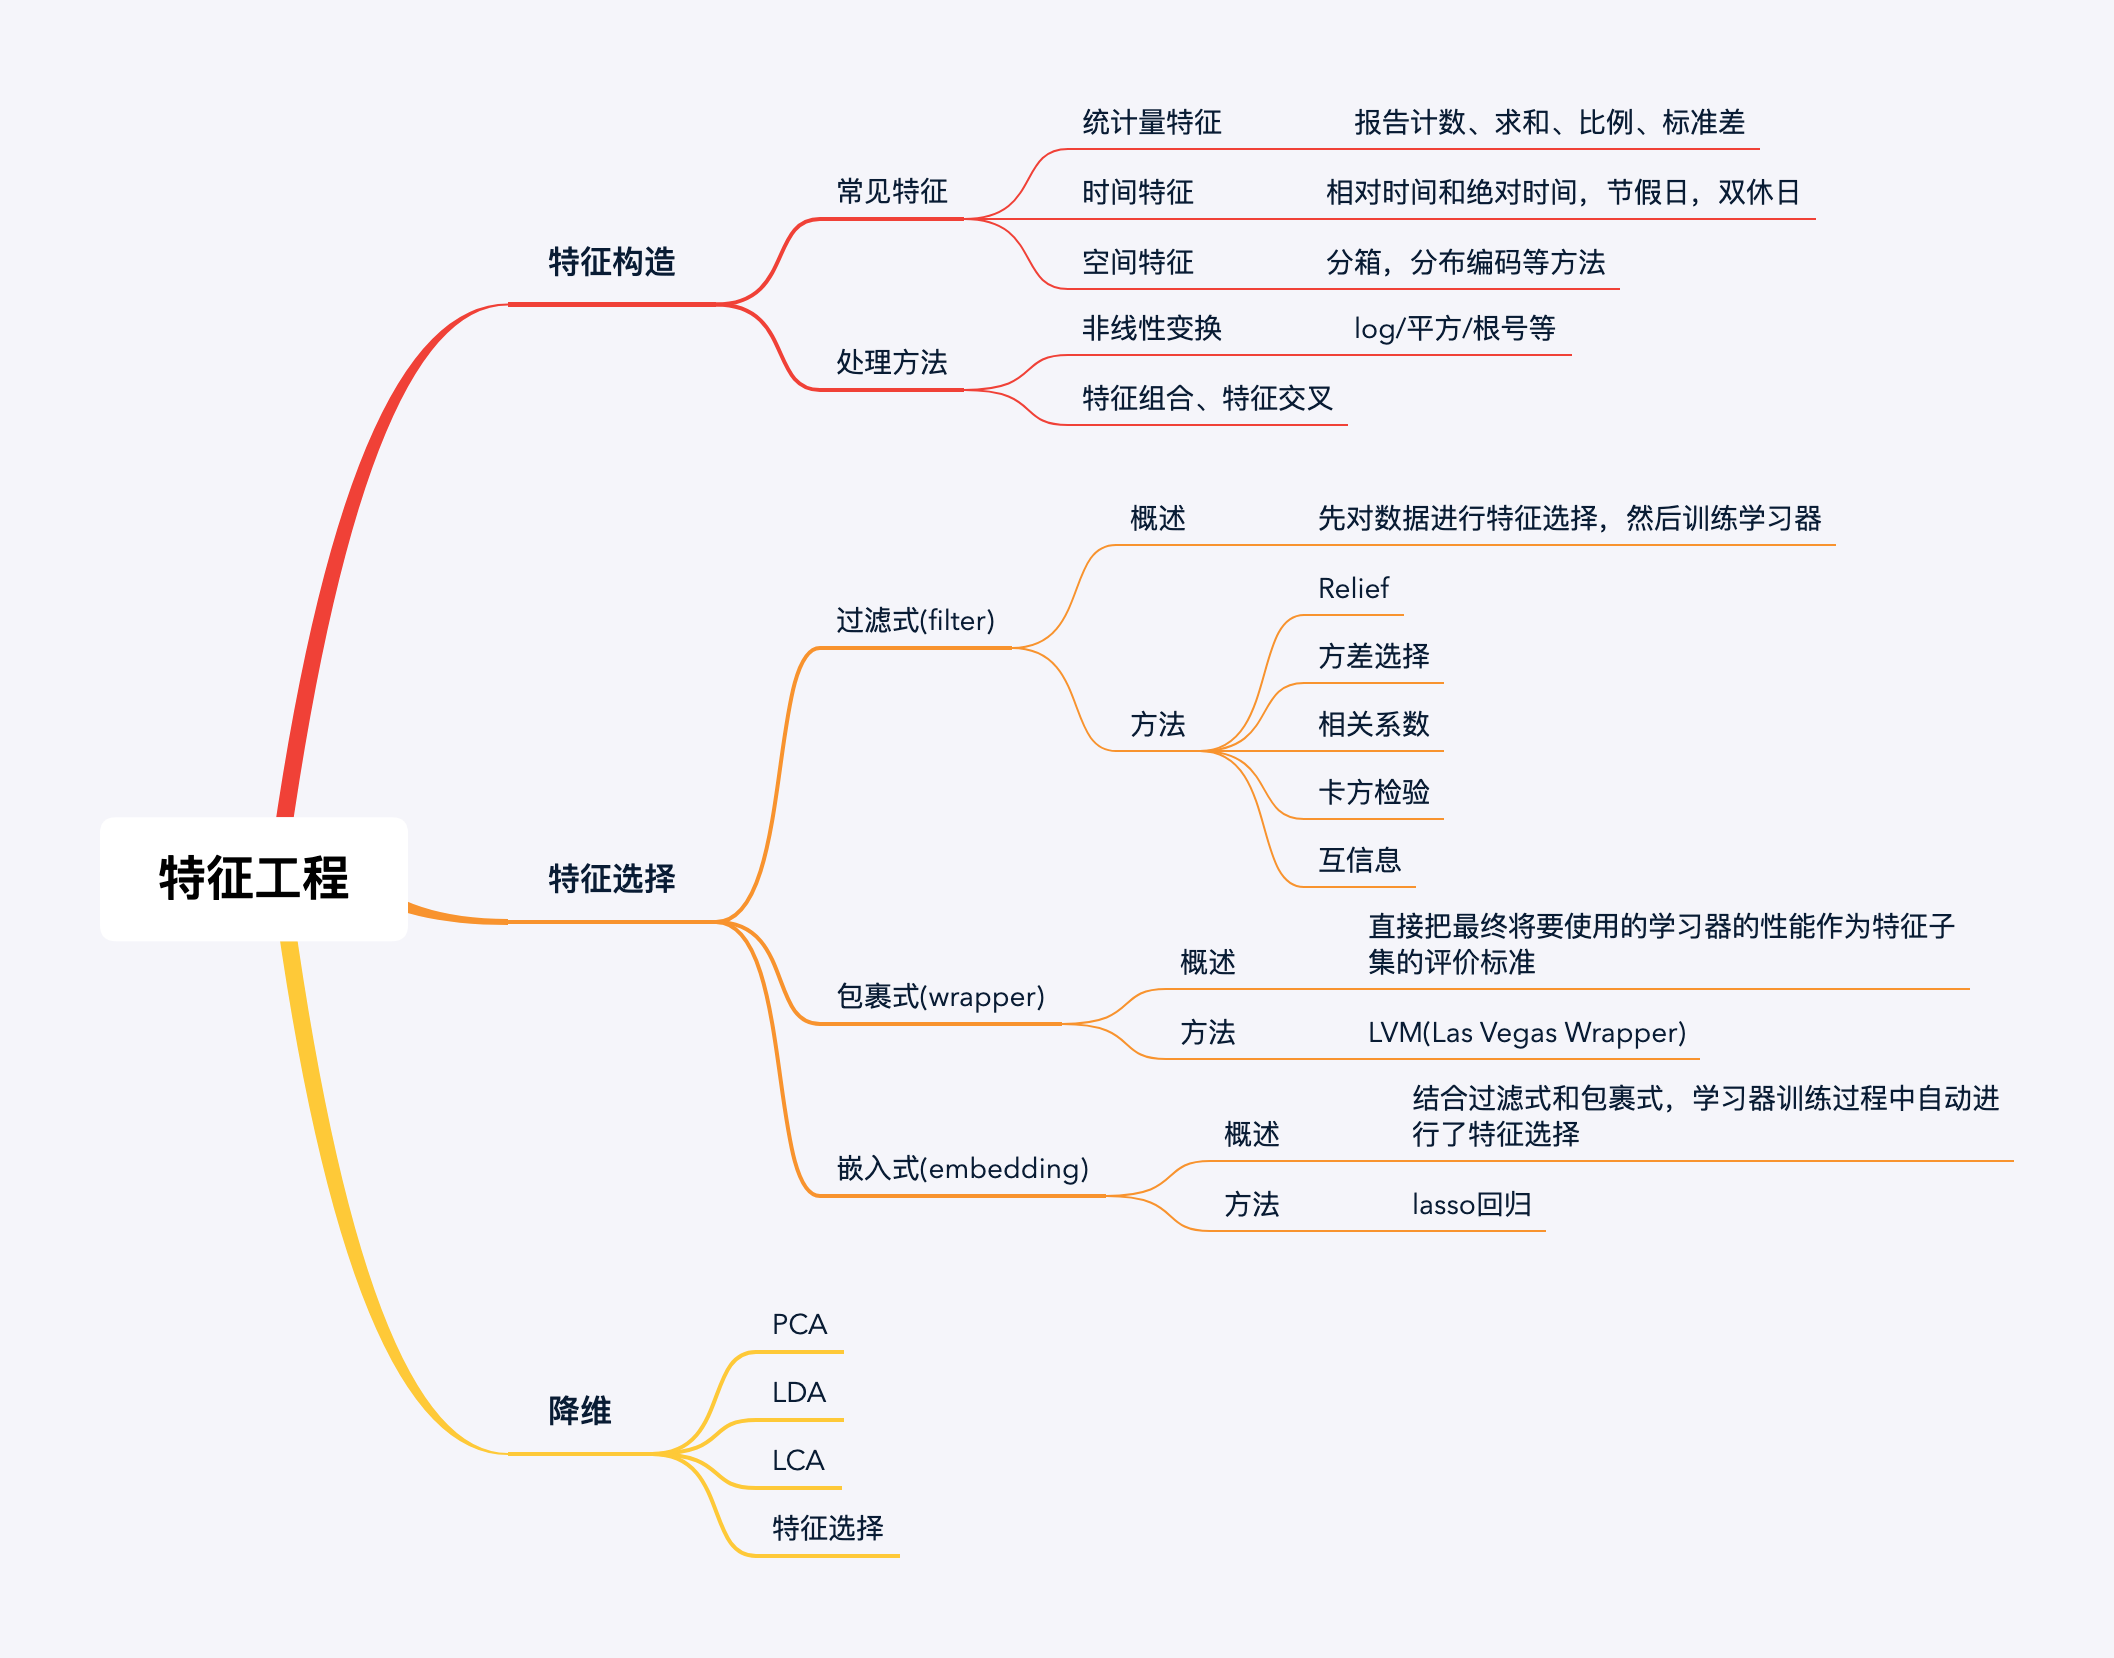 特征工程
特征构造
常见特征
统计量特征
报告计数、求和、比例、标准差
时间特征
相对时间和绝对时间，节假日，双休日
空间特征
分箱，分布编码等方法
处理方法
非线性变换
log/平方/根号等
特征组合、特征交叉
特征选择
过滤式(filter)
概述
先对数据进行特征选择，然后训练学习器
方法
Relief
方差选择
相关系数
卡方检验
互信息
包裹式(wrapper)
概述
直接把最终将要使用的学习器的性能作为特征子
集的评价标准
方法
LVM(Las Vegas Wrapper)
嵌入式(embedding)
概述
结合过滤式和包裹式，学习器训练过程中自动进
行了特征选择
方法
lasso回归
降维
PCA
LDA
LCA
特征选择